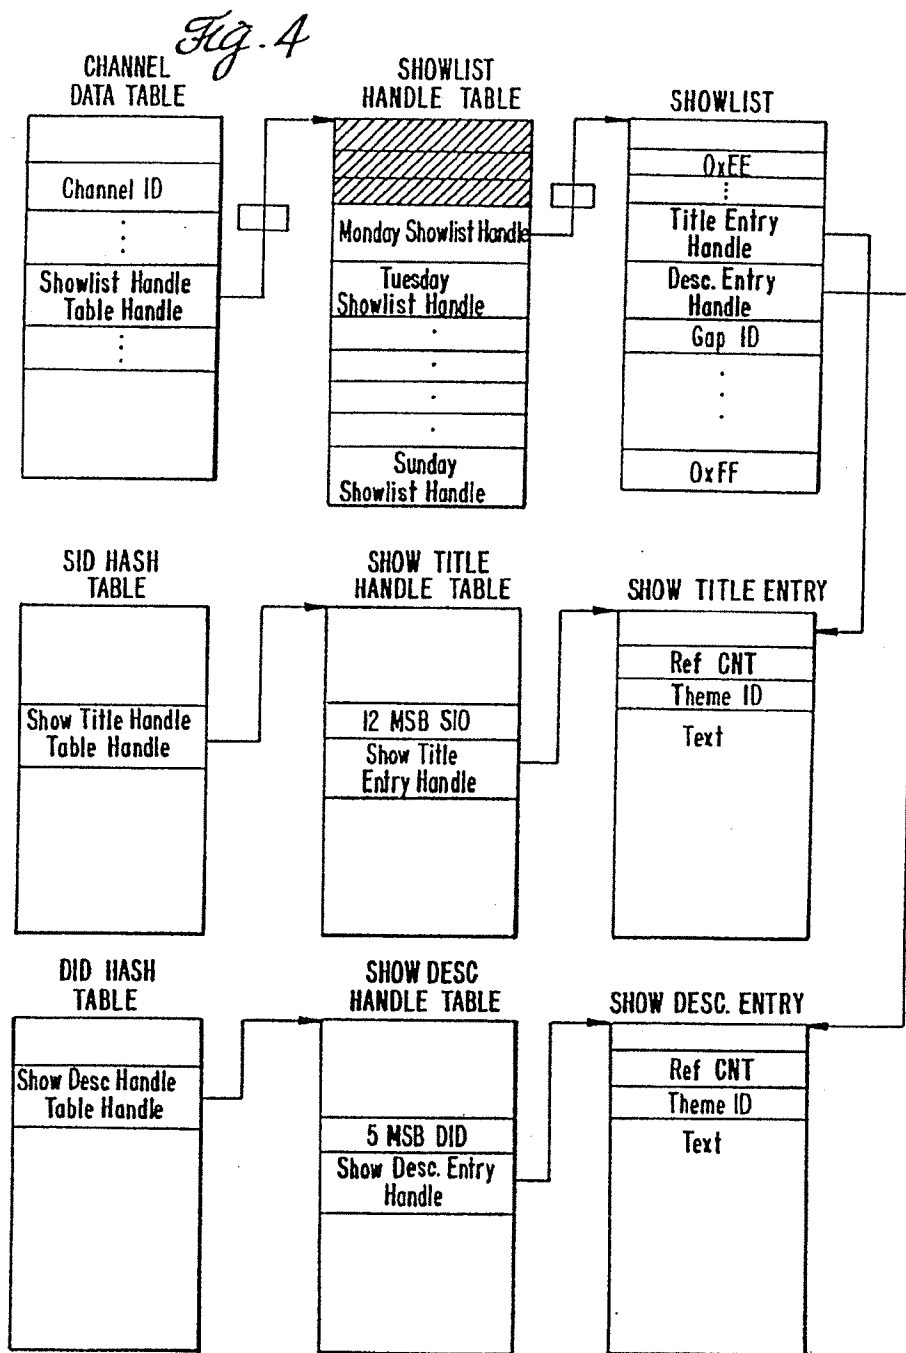 Fig. 4
CHANNEL
DATA TABLE
Channel ID
Showlist Handle
Table Handle
SHOWLIST
HANDLE TABLE
Monday Showlist Handle
Tuesday
Showlist Handle
Sunday
Showlist Handle
SHOWLIST
0xEE
Title Entry
Handle
Desc. Entry
Handle
Gap ID
0xFF
SID HASH
TABLE
Show Title Handle
Table Handle
SHOW TITLE
HANDLE TABLE
12 MSB SIO
Show Title
Entry Handle
SHOW TITLE ENTRY
Ref CNT
Theme ID
Text
DID HASH
TABLE
Show Desc Handle
Table Handle
SHOW DESC
HANDLE TABLE
5 MSB DID
Show Desc. Entry
Handle
SHOW DESC. ENTRY
Ref CNT
Theme ID
Text